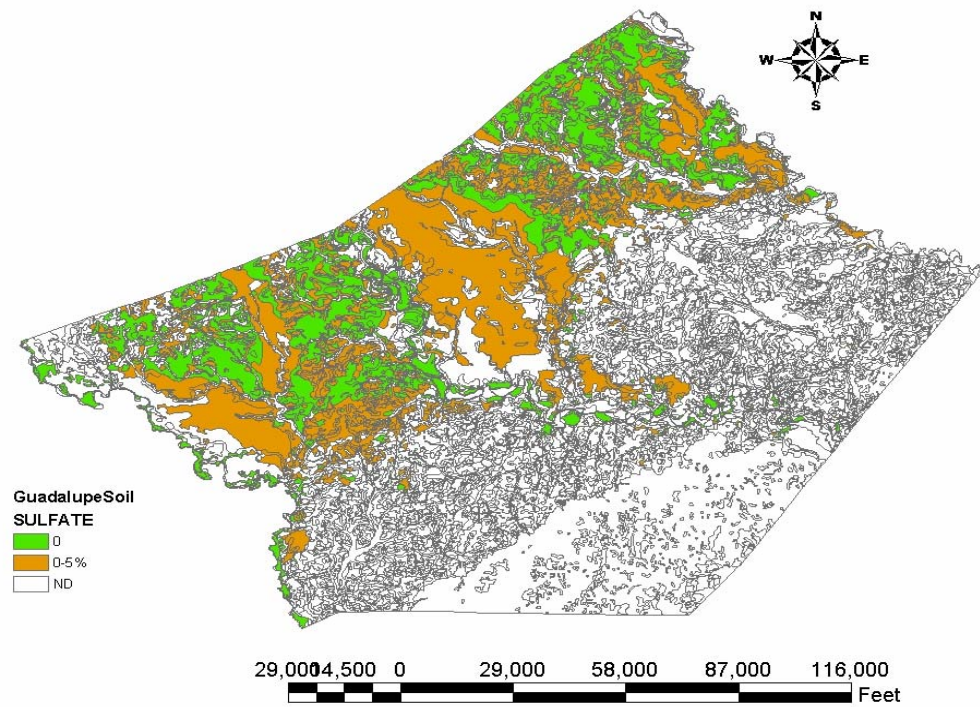 N
W E
S
GuadalupeSoil
SULFATE
0
0-5%
ND
29,000 14,500 0 29,000 58,000 87,000 116,000
Feet